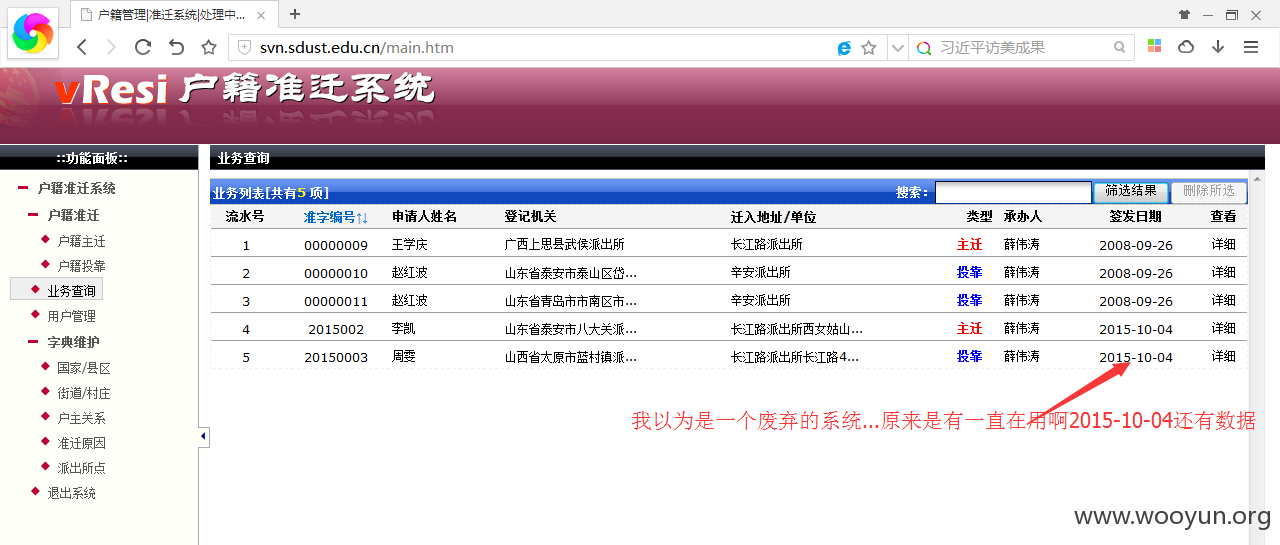 户籍管理|准迁系统|处理中...
svn.sdust.edu.cn/main.htm
习近平访美成果
vResi 户籍准迁系统
::功能面板::
户籍准迁系统
户籍准迁
户籍主迁
户籍投靠
业务查询
用户管理
字典维护
国家/县区
街道/村庄
户主关系
准迁原因
派出所点
退出系统
业务查询
业务列表[共有5 项]
搜索： 筛选结果 删除所选
流水号 准字编号↑↓ 申请人姓名 登记机关 迁入地址/单位 类型 承办人 签发日期 查看
1 00000009 王学庆 广西上思县武侯派出所 长江路派出所 主迁 薛伟涛 2008-09-26 详细
2 00000010 赵红波 山东省泰安市泰山区岱... 辛安派出所 投靠 薛伟涛 2008-09-26 详细
3 00000011 赵红波 山东省青岛市市南区市... 辛安派出所 投靠 薛伟涛 2008-09-26 详细
4 2015002 李凯 山东省泰安市八大关派... 长江路派出所西女姑山... 主迁 薛伟涛 2015-10-04 详细
5 20150003 周雯 山西省太原市蓝村镇派... 长江路派出所长江路4... 投靠 薛伟涛 2015-10-04 详细
我以为是一个废弃的系统...原来是有一直在用啊2015-10-04还有数据
www.wooyun.org